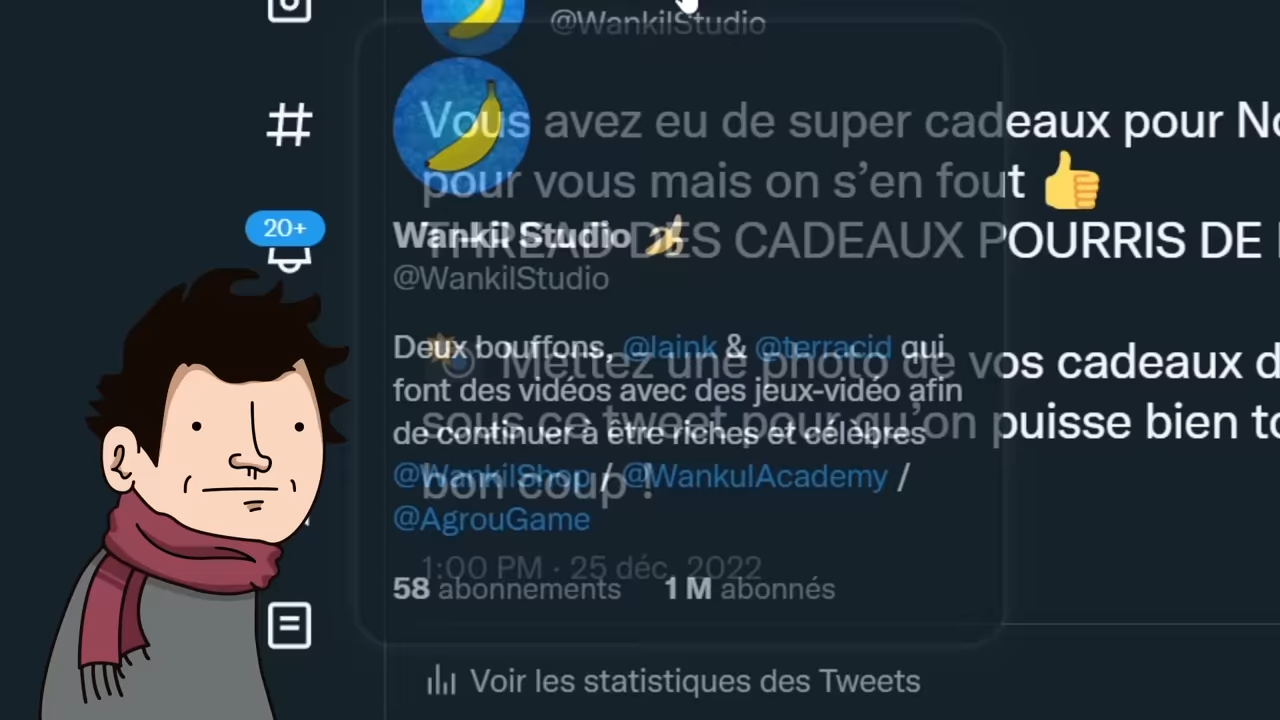 @WankilStudio
Vous avez eu de super cadeaux pour No
pour vous mais on s’en fout 👍
THREAD DES CADEAUX POURRIS DE
20+
Wankil Studio 🍌
@WankilStudio
Deux bouffons, @laink & @terracid qui
font des vidéos avec des jeux-vidéo afin
de continuer à être riches et célèbres
@WankilShop / @WankulAcademy /
@AgrouGame
58 abonnements 1 M abonnés
Mettez une photo de vos cadeaux d
sous ce tweet pour qu’on puisse bien to
bon coup !
1:00 PM · 25 déc. 2022
Voir les statistiques des Tweets